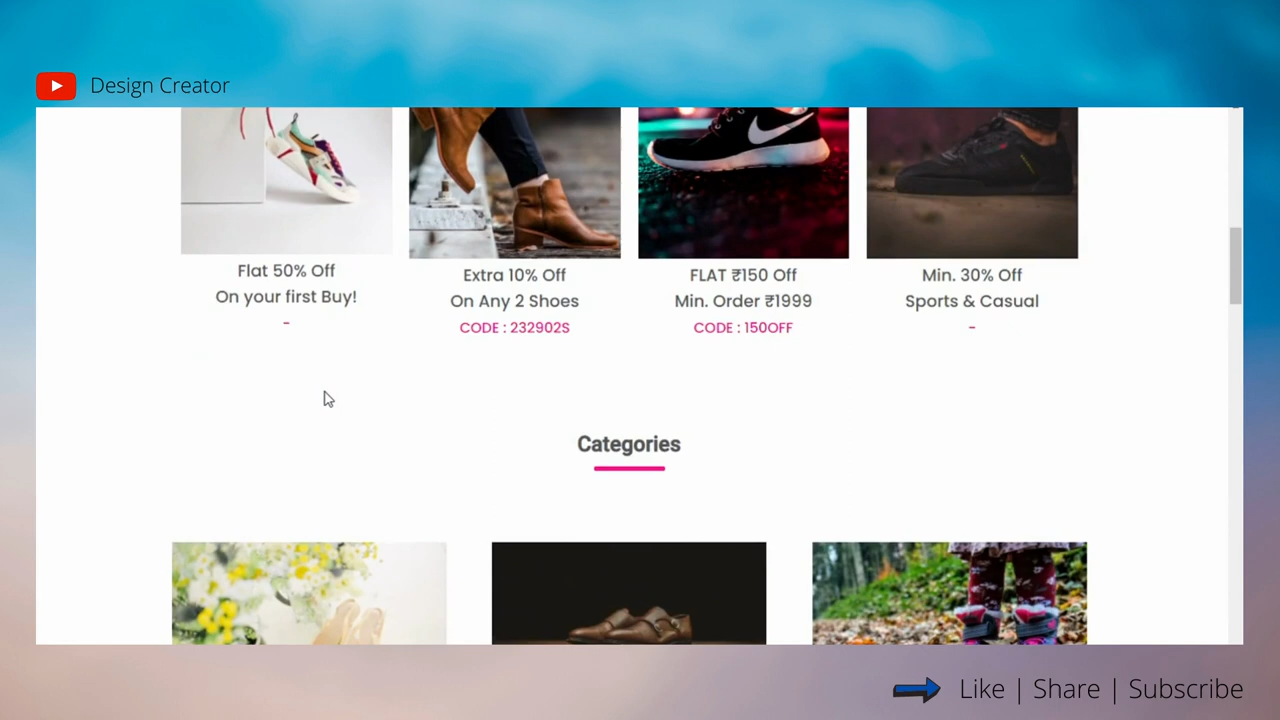 Design Creator
Flat 50% Off
On your first Buy!
-
Extra 10% Off
On Any 2 Shoes
CODE : 232902S
FLAT ₹150 Off
Min. Order ₹1999
CODE : 150OFF
Min. 30% Off
Sports & Casual
-
Categories
Like | Share | Subscribe